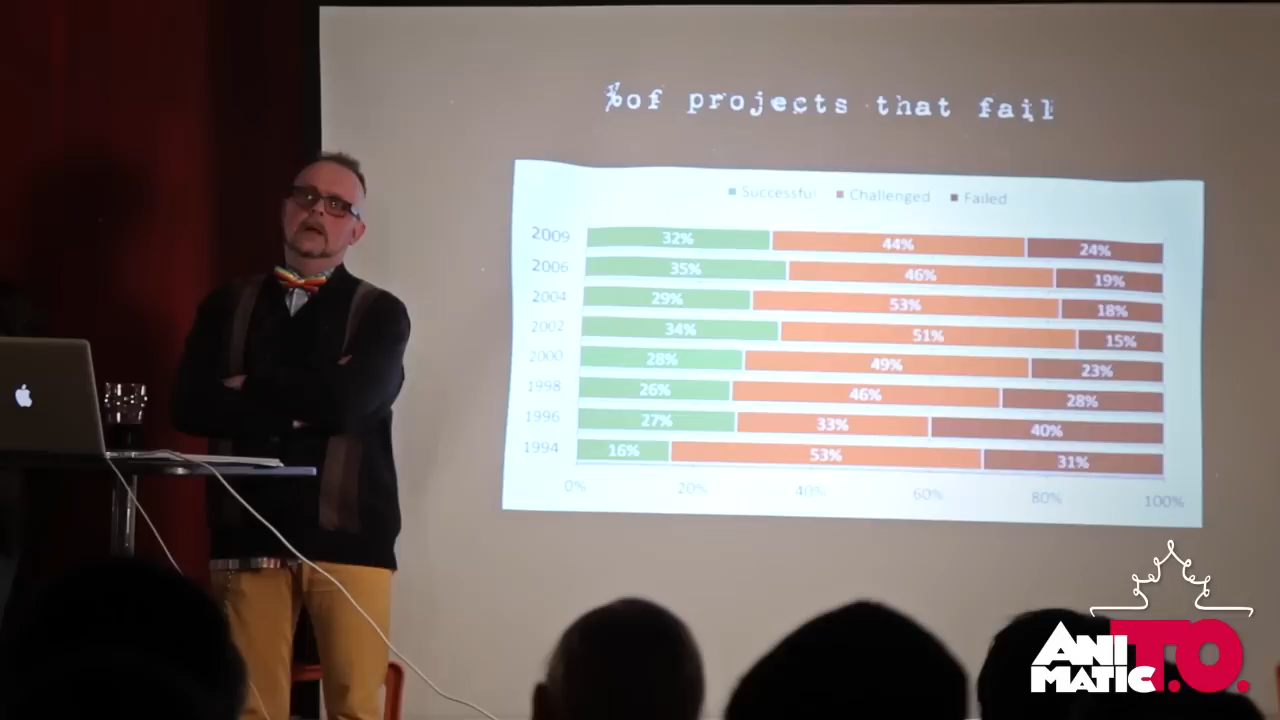 % of projects that fail
Successful Challenged Failed
2009 32% 44% 24%
2006 35% 46% 19%
2004 29% 53% 18%
2002 34% 51% 15%
2000 28% 49% 23%
1998 26% 46% 28%
1996 27% 33% 40%
1994 16% 53% 31%
0% 20% 40% 60% 80% 100%
ANI
MATIC T.O.